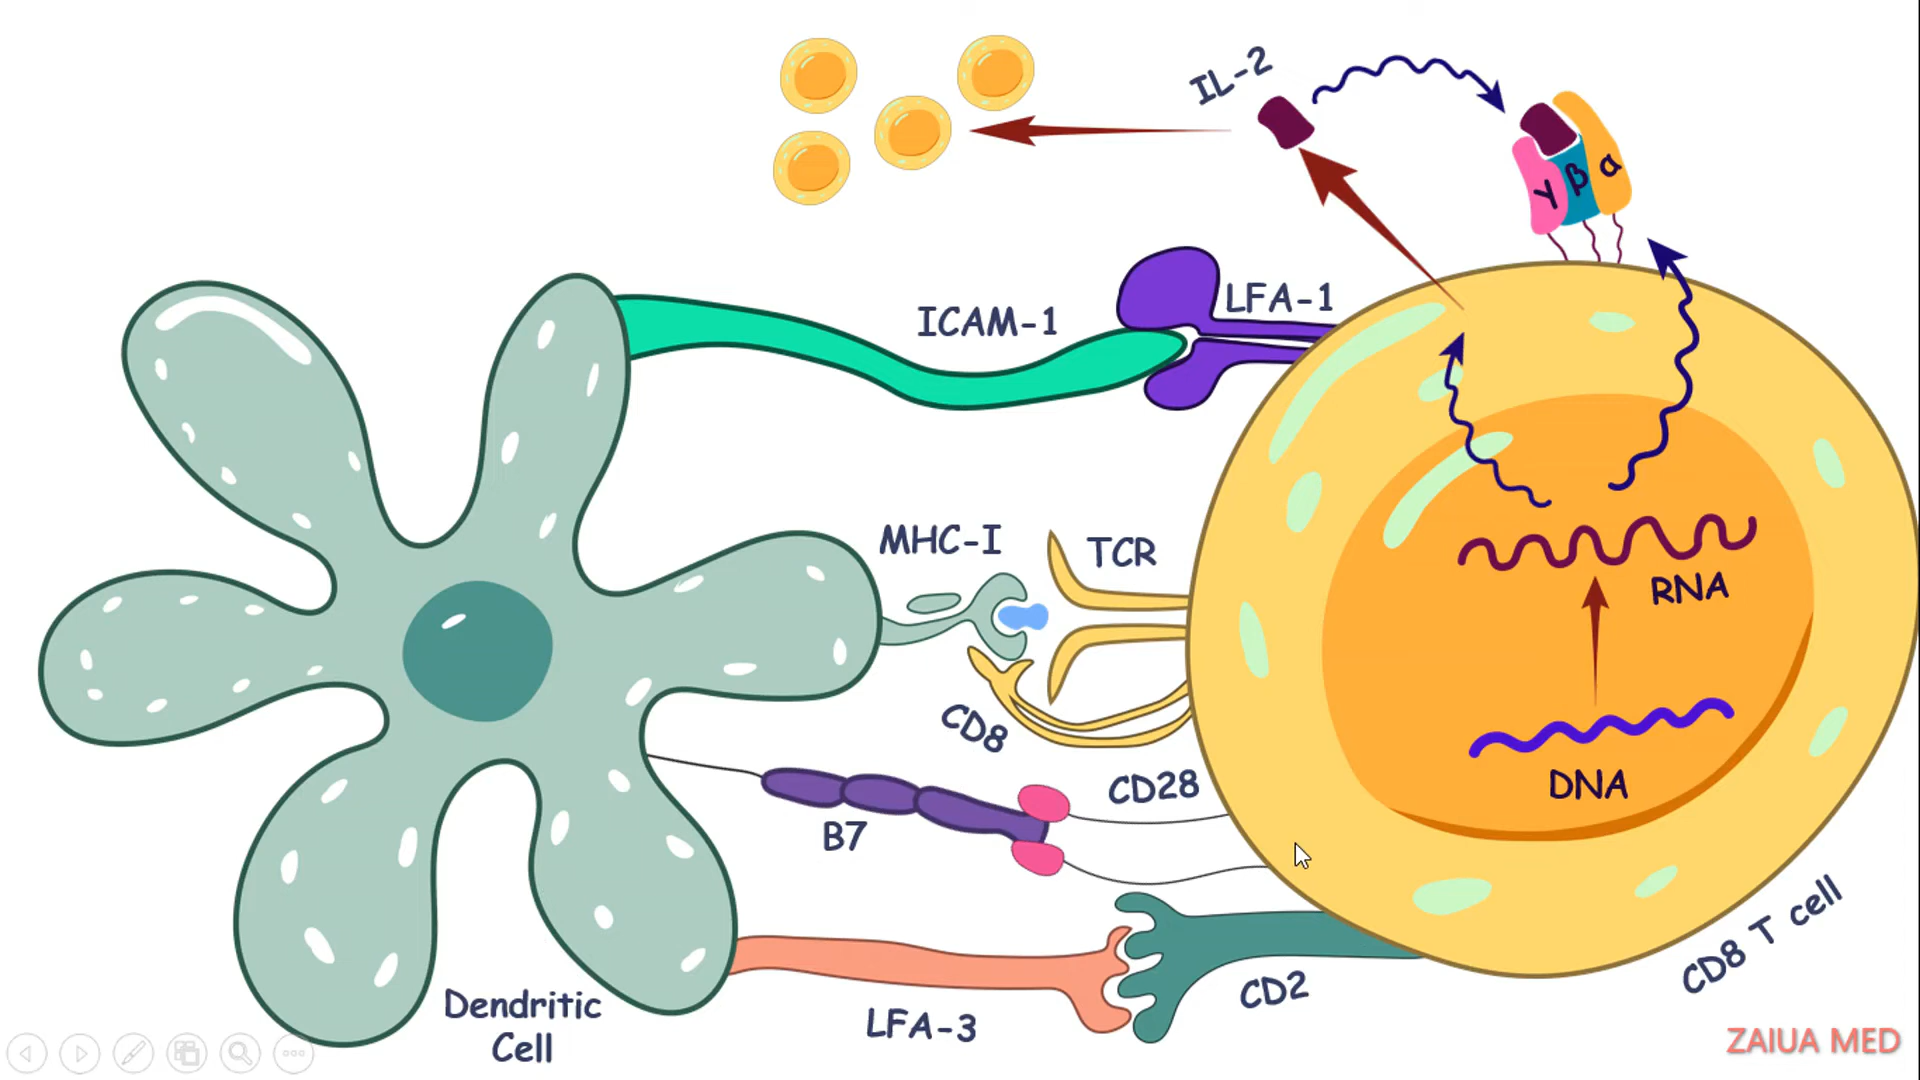 IL-2
γ
β
α
ICAM-1
LFA-1
MHC-I
TCR
RNA
CD8
DNA
CD28
B7
CD8 T cell
CD2
Dendritic
Cell
LFA-3
ZAIUA MED